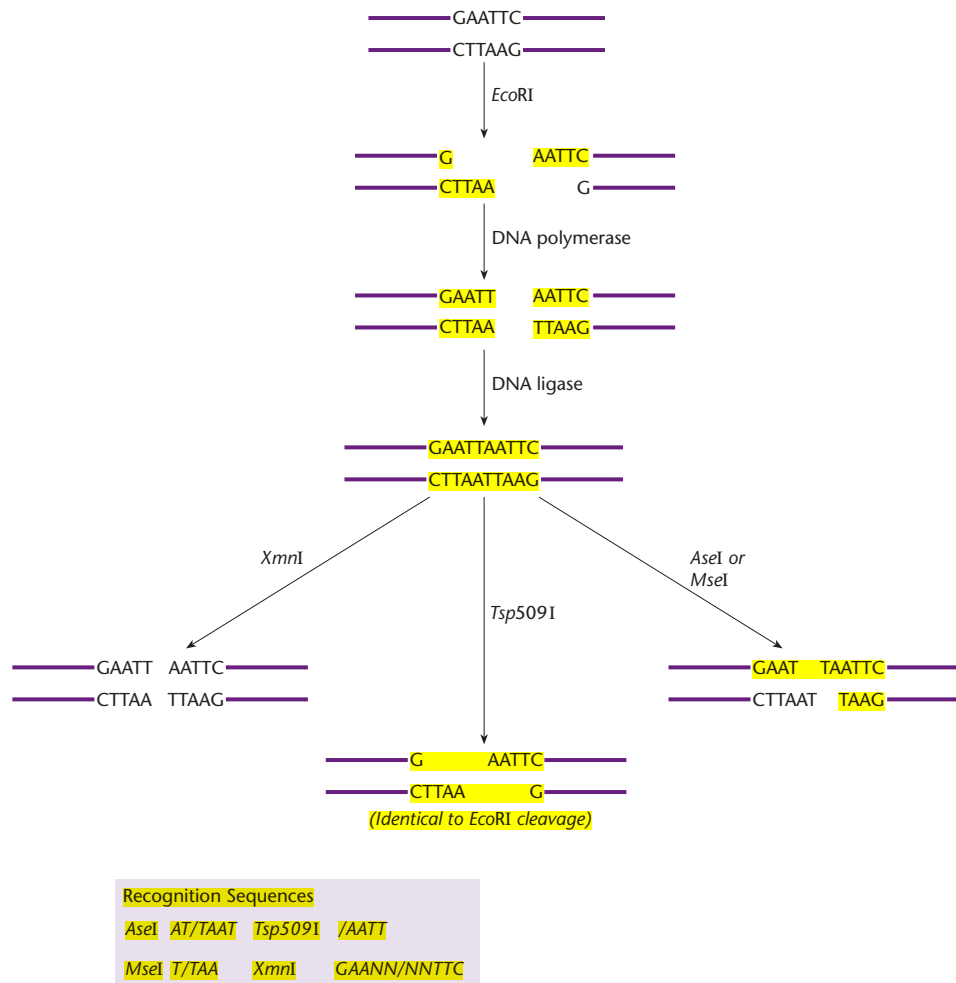 GAATTC
CTTAAG
EcoRI
G AATTC
CTTAA G
DNA polymerase
GAATT AATTC
CTTAA TTAAG
DNA ligase
GAATTAATTC
CTTAATTAAG
XmnI
Tsp509I
AseI or
MseI
GAATT AATTC
CTTAA TTAAG
GAAT TAATTC
CTTAAT TAAG
G AATTC
CTTAA G
(Identical to EcoRI cleavage)
Recognition Sequences
AseI AT/TAAT Tsp509I /AATT
MseI T/TAA XmnI GAANN/NNTTC